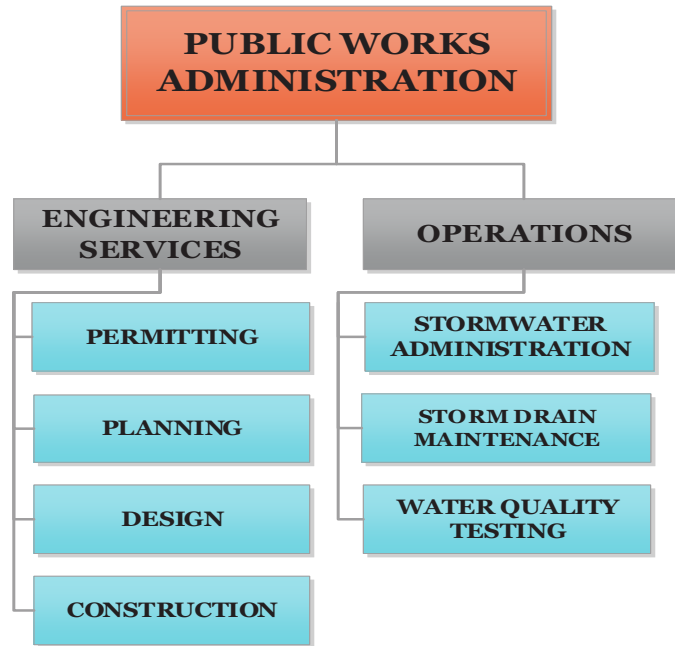 PUBLIC WORKS
ADMINISTRATION
ENGINEERING
SERVICES
PERMITTING
PLANNING
DESIGN
CONSTRUCTION
OPERATIONS
STORMWATER
ADMINISTRATION
STORM DRAIN
MAINTENANCE
WATER QUALITY
TESTING